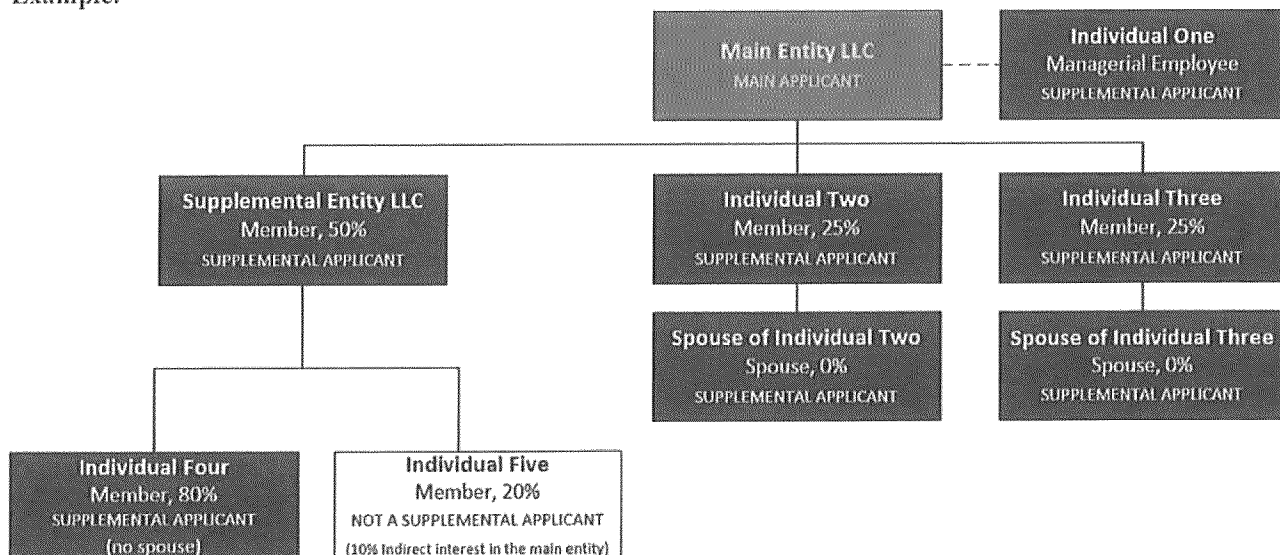 Example:
Main Entity LLC
MAIN APPLICANT
Individual One
Managerial Employee
SUPPLEMENTAL APPLICANT
Supplemental Entity LLC
Member, 50%
SUPPLEMENTAL APPLICANT
Individual Two
Member, 25%
SUPPLEMENTAL APPLICANT
Individual Three
Member, 25%
SUPPLEMENTAL APPLICANT
Spouse of Individual Two
Spouse, 0%
SUPPLEMENTAL APPLICANT
Spouse of Individual Three
Spouse, 0%
SUPPLEMENTAL APPLICANT
Individual Four
Member, 80%
SUPPLEMENTAL APPLICANT
(no spouse)
Individual Five
Member, 20%
NOT A SUPPLEMENTAL APPLICANT
(10% Indirect interest in the main entity)